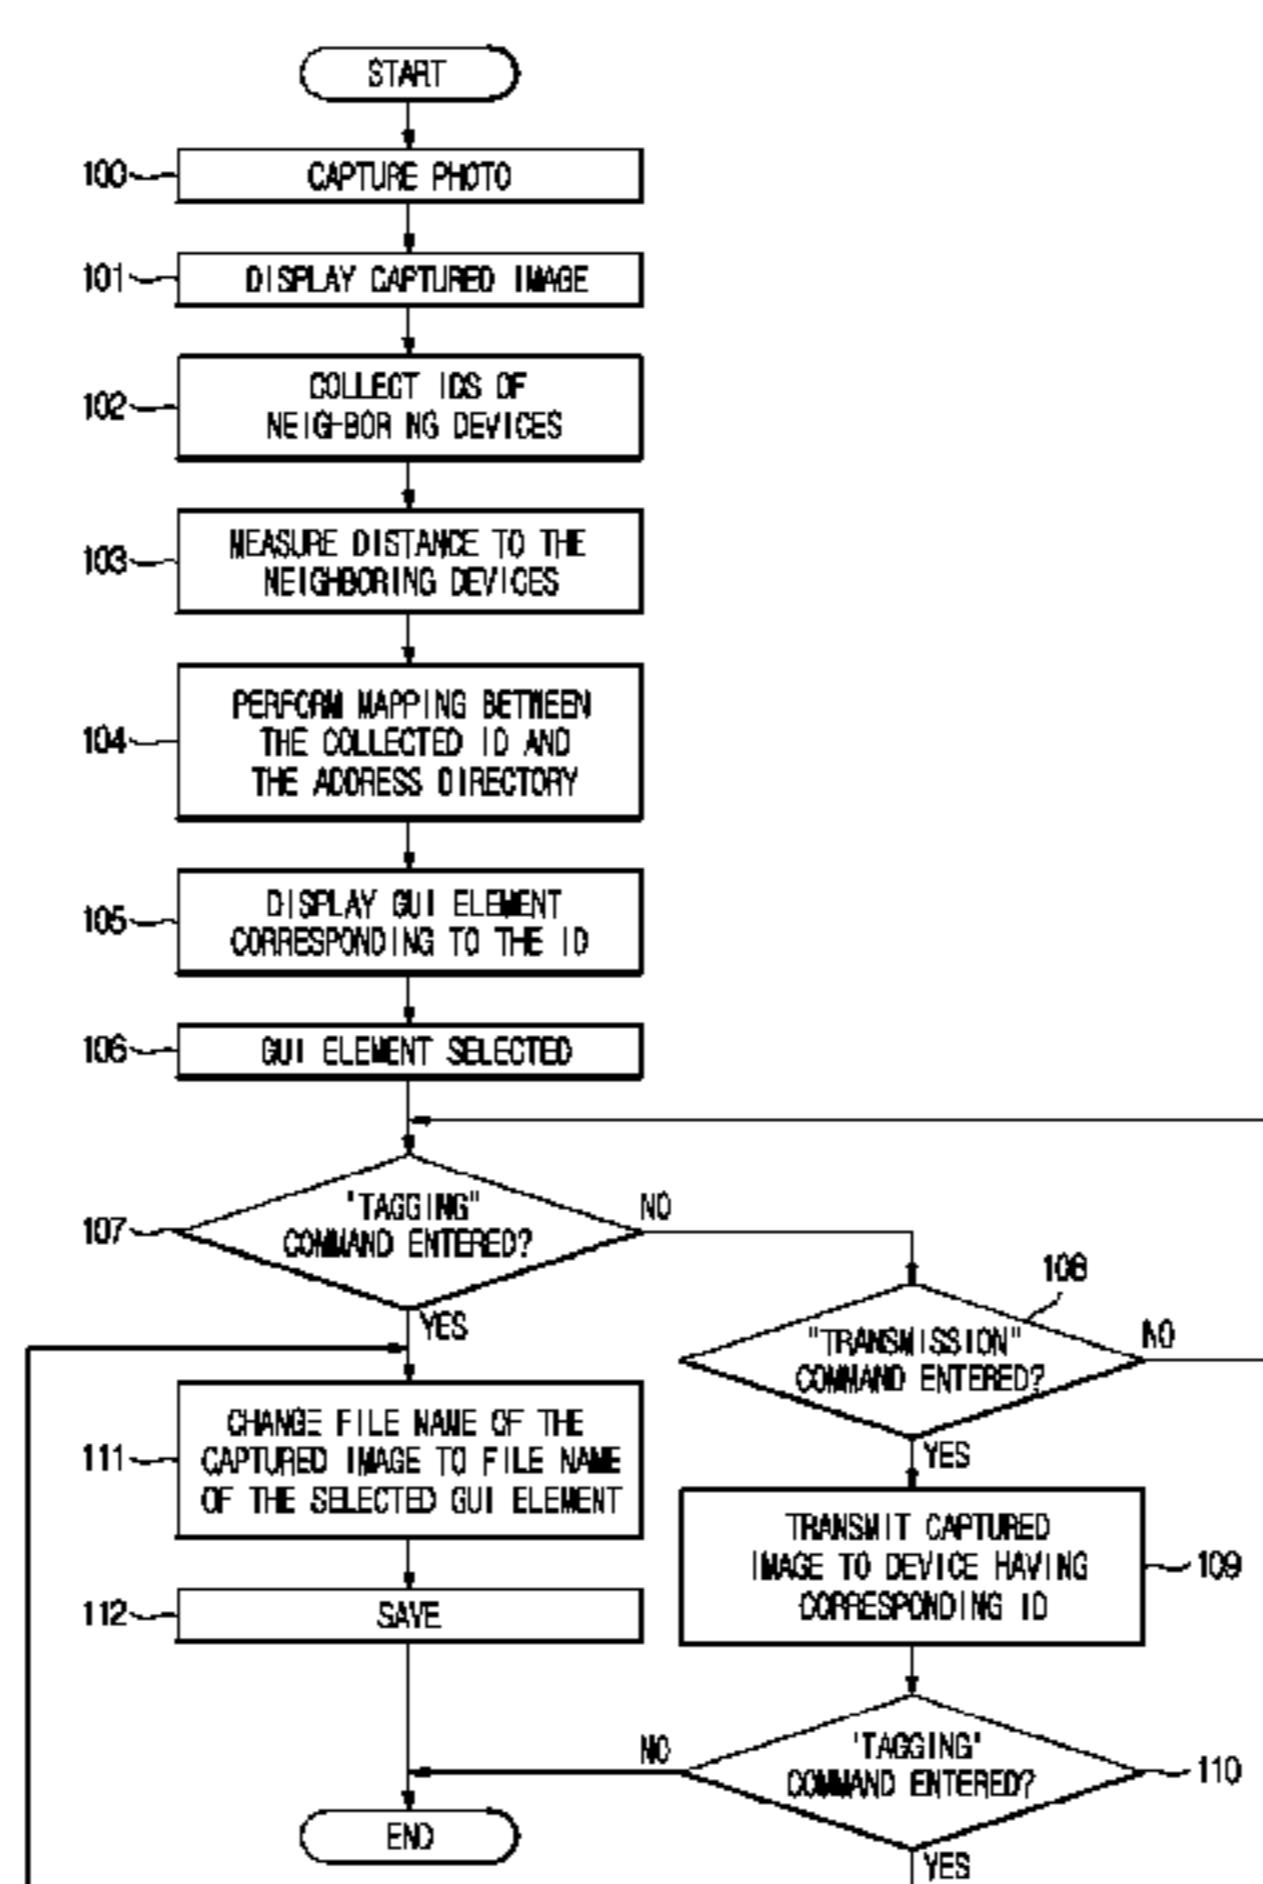 START
100
CAPTURE PHOTO
101
DISPLAY CAPTURED IMAGE
102
COLLECT IDS OF
NEIGHBORING DEVICES
103
MEASURE DISTANCE TO THE
NEIGHBORING DEVICES
104
PERFORM MAPPING BETWEEN
THE COLLECTED ID AND
THE ADDRESS DIRECTORY
105
DISPLAY GUI ELEMENT
CORRESPONDING TO THE ID
106
GUI ELEMENT SELECTED
107
"TAGGING"
COMMAND ENTERED?
NO
YES
108
"TRANSMISSION"
COMMAND ENTERED?
NO
YES
111
CHANGE FILE NAME OF THE
CAPTURED IMAGE TO FILE NAME
OF THE SELECTED GUI ELEMENT
109
TRANSMIT CAPTURED
IMAGE TO DEVICE HAVING
CORRESPONDING ID
112
SAVE
110
"TAGGING"
COMMAND ENTERED?
NO
YES
END